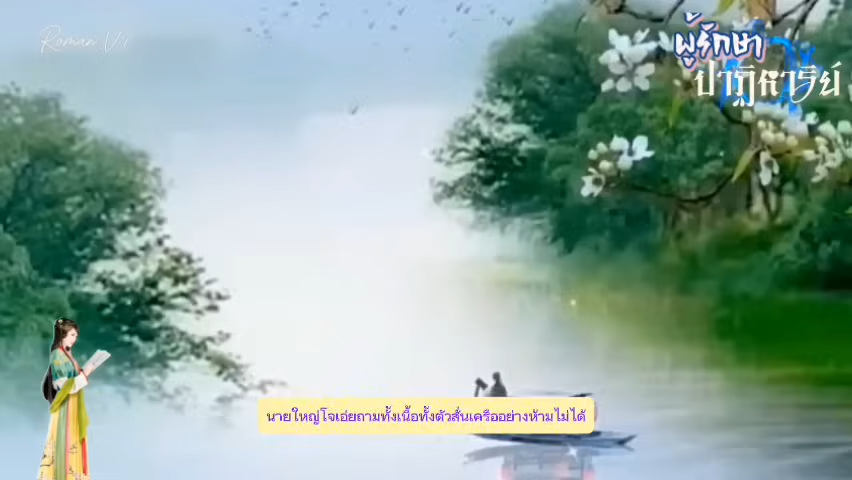 Roman V.
ผู้รักษา
ปาฏิหาริย์
นายใหญ่โจเอ่ยถามทั้งเนื้อทั้งตัวสั่นเครืออย่างห้ามไม่ได้